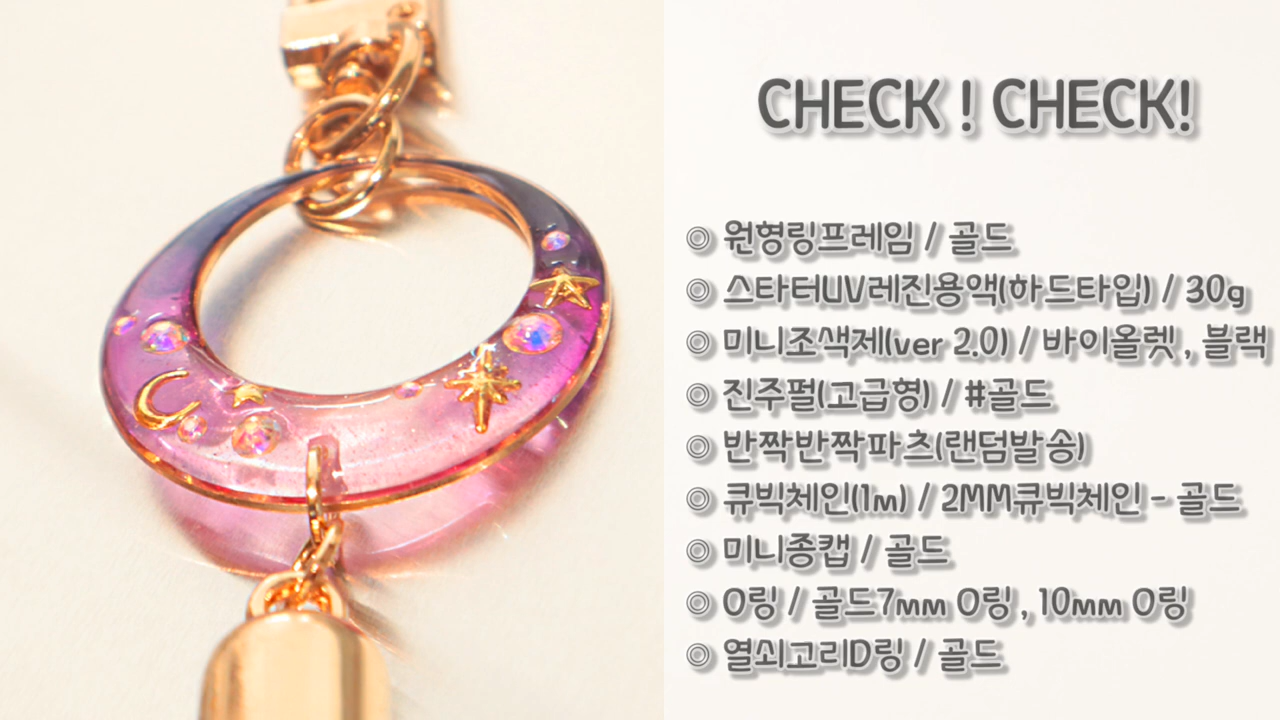 CHECK ! CHECK!
◎ 원형링프레임 / 골드
◎ 스타터UV레진용액(하드타입) / 30g
◎ 미니조색제(ver 2.0) / 바이올렛 , 블랙
◎ 진주펄(고급형) / #골드
◎ 반짝반짝파츠(랜덤발송)
◎ 큐빅체인(1m) / 2MM큐빅체인 - 골드
◎ 미니종캡 / 골드
◎ O링 / 골드7mm O링 , 10mm O링
◎ 열쇠고리D링 / 골드